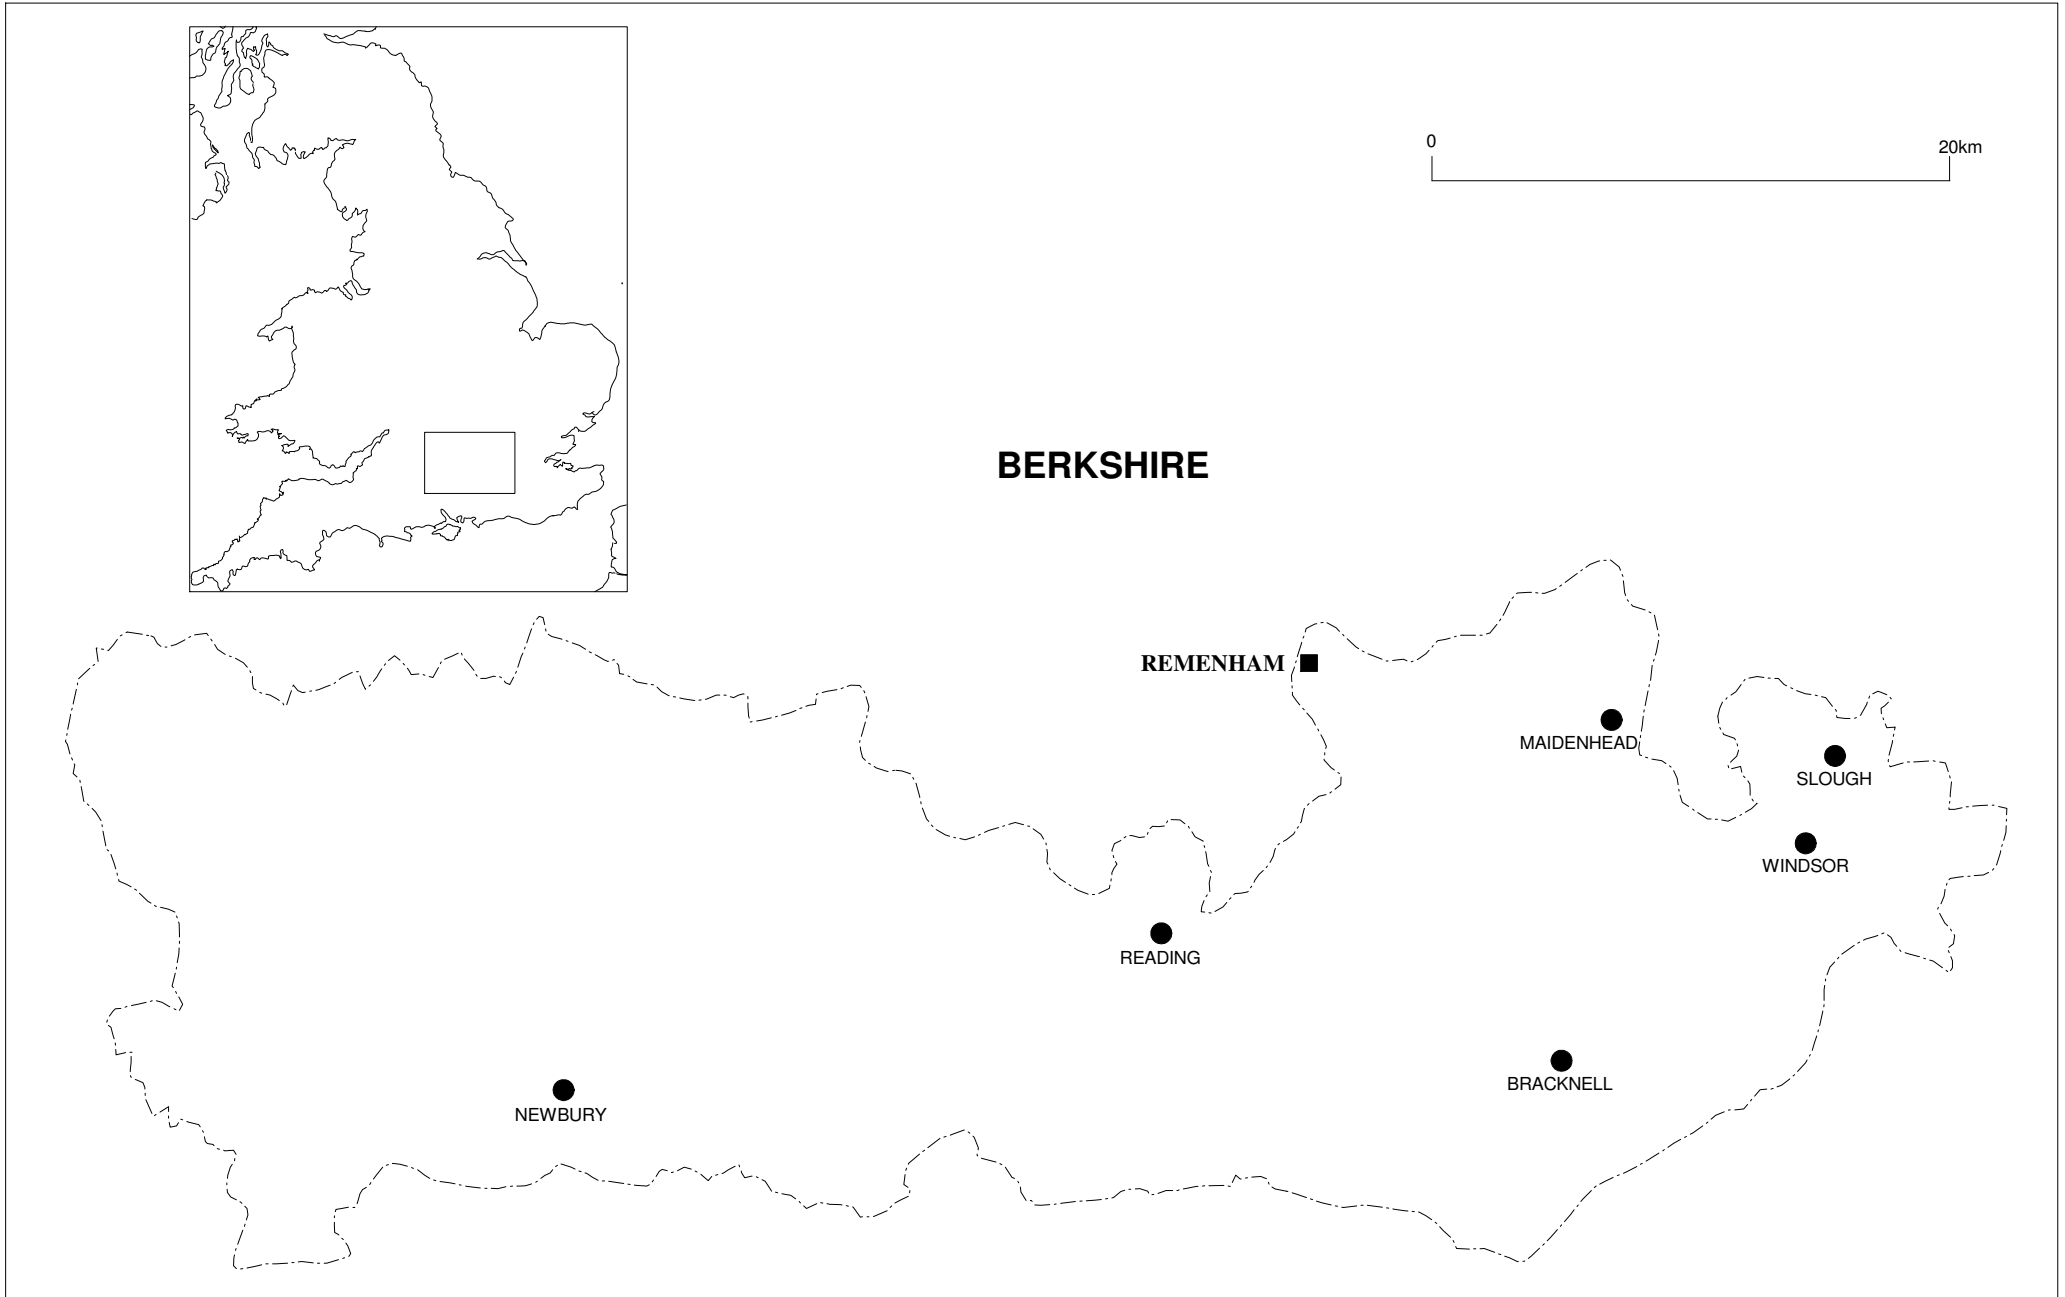 0
20km
BERKSHIRE
REMENHAM
MAIDENHEAD
SLOUGH
WINDSOR
READING
BRACKNELL
NEWBURY